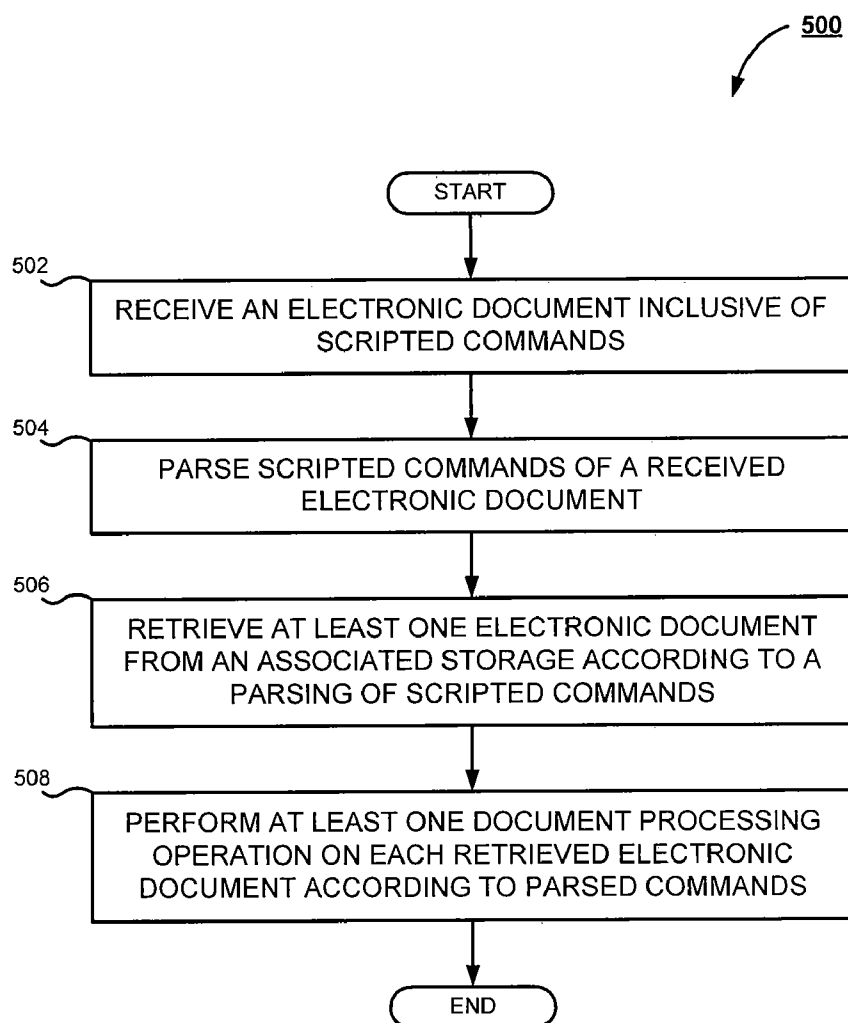 500
START
502
RECEIVE AN ELECTRONIC DOCUMENT INCLUSIVE OF
SCRIPTED COMMANDS
504
PARSE SCRIPTED COMMANDS OF A RECEIVED
ELECTRONIC DOCUMENT
506
RETRIEVE AT LEAST ONE ELECTRONIC DOCUMENT
FROM AN ASSOCIATED STORAGE ACCORDING TO A
PARSING OF SCRIPTED COMMANDS
508
PERFORM AT LEAST ONE DOCUMENT PROCESSING
OPERATION ON EACH RETRIEVED ELECTRONIC
DOCUMENT ACCORDING TO PARSED COMMANDS
END